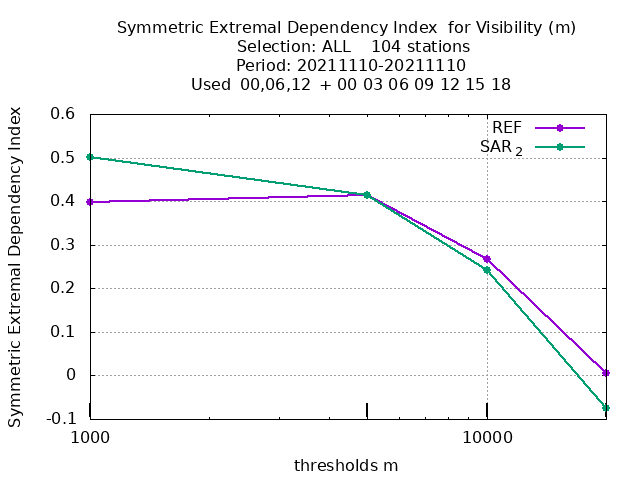 Symmetric Extremal Dependency Index  for Visibility (m)
Selection: ALL    104 stations
Period: 20211110-20211110
Used  00,06,12  + 00 03 06 09 12 15 18
REF
SAR 2
Symmetric Extremal Dependency Index
0.6
0.5
0.4
0.3
0.2
0.1
0
-0.1
1000
10000
thresholds m